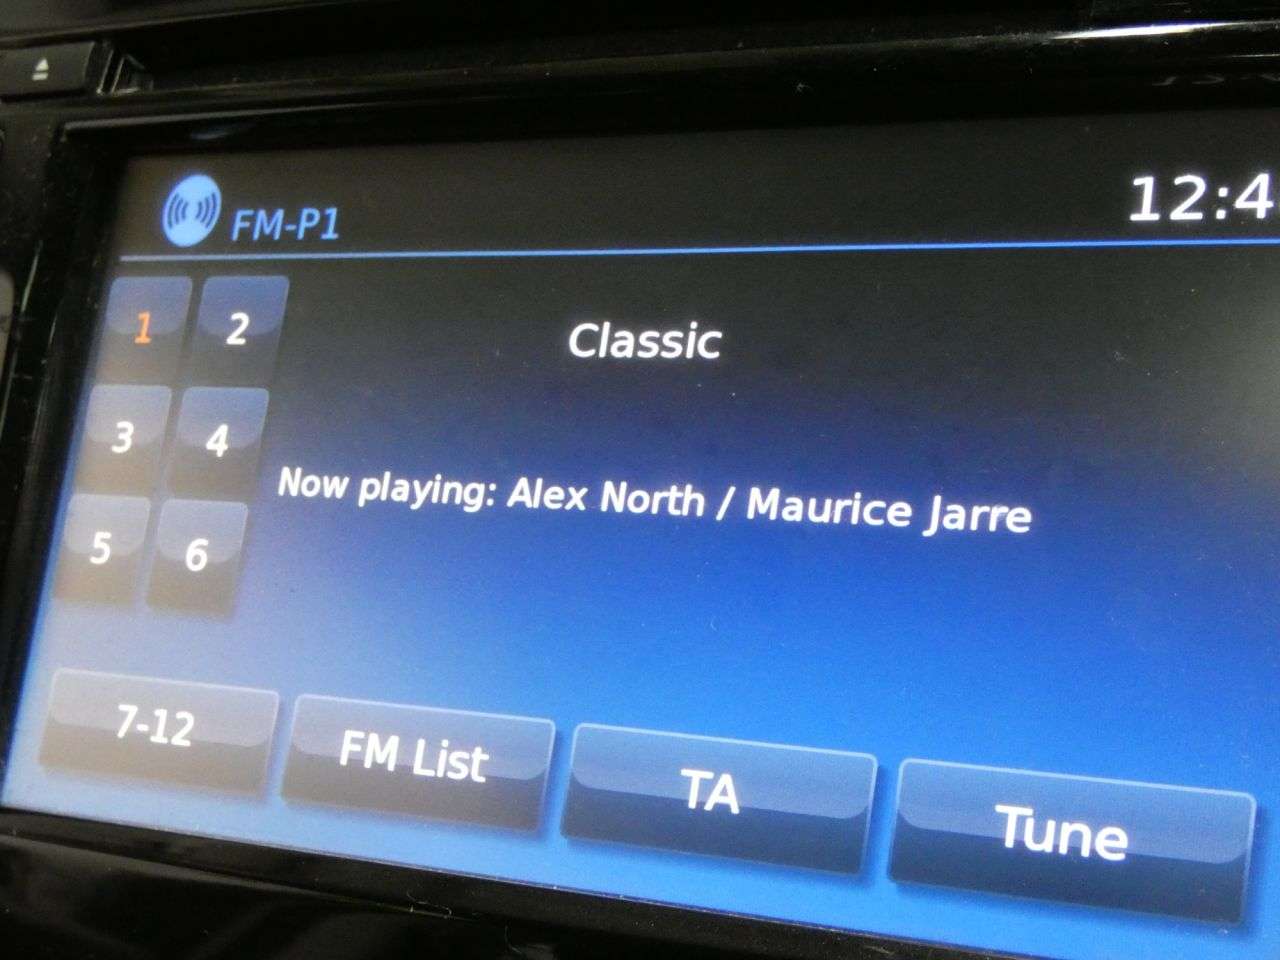 FM-P1
12:4
1 2
Classic
3 4
Now playing: Alex North / Maurice Jarre
5 6
7-12 FM List TA Tune